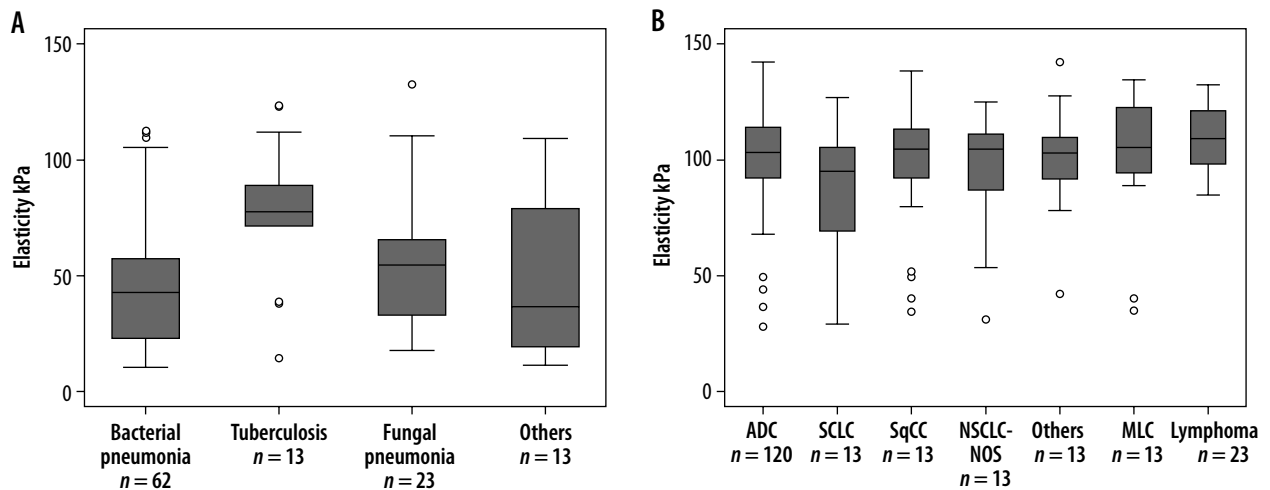 A
150
100
50
0
Elasticity kPa
Bacterial
pneumonia
n = 62
Tuberculosis
n = 13
Fungal
pneumonia
n = 23
Others
n = 13
B
150
100
50
0
Elasticity kPa
ADC
n = 120
SCLC
n = 13
SqCC
n = 13
NSCLC-
NOS
n = 13
Others
n = 13
MLC
n = 13
Lymphoma
n = 23